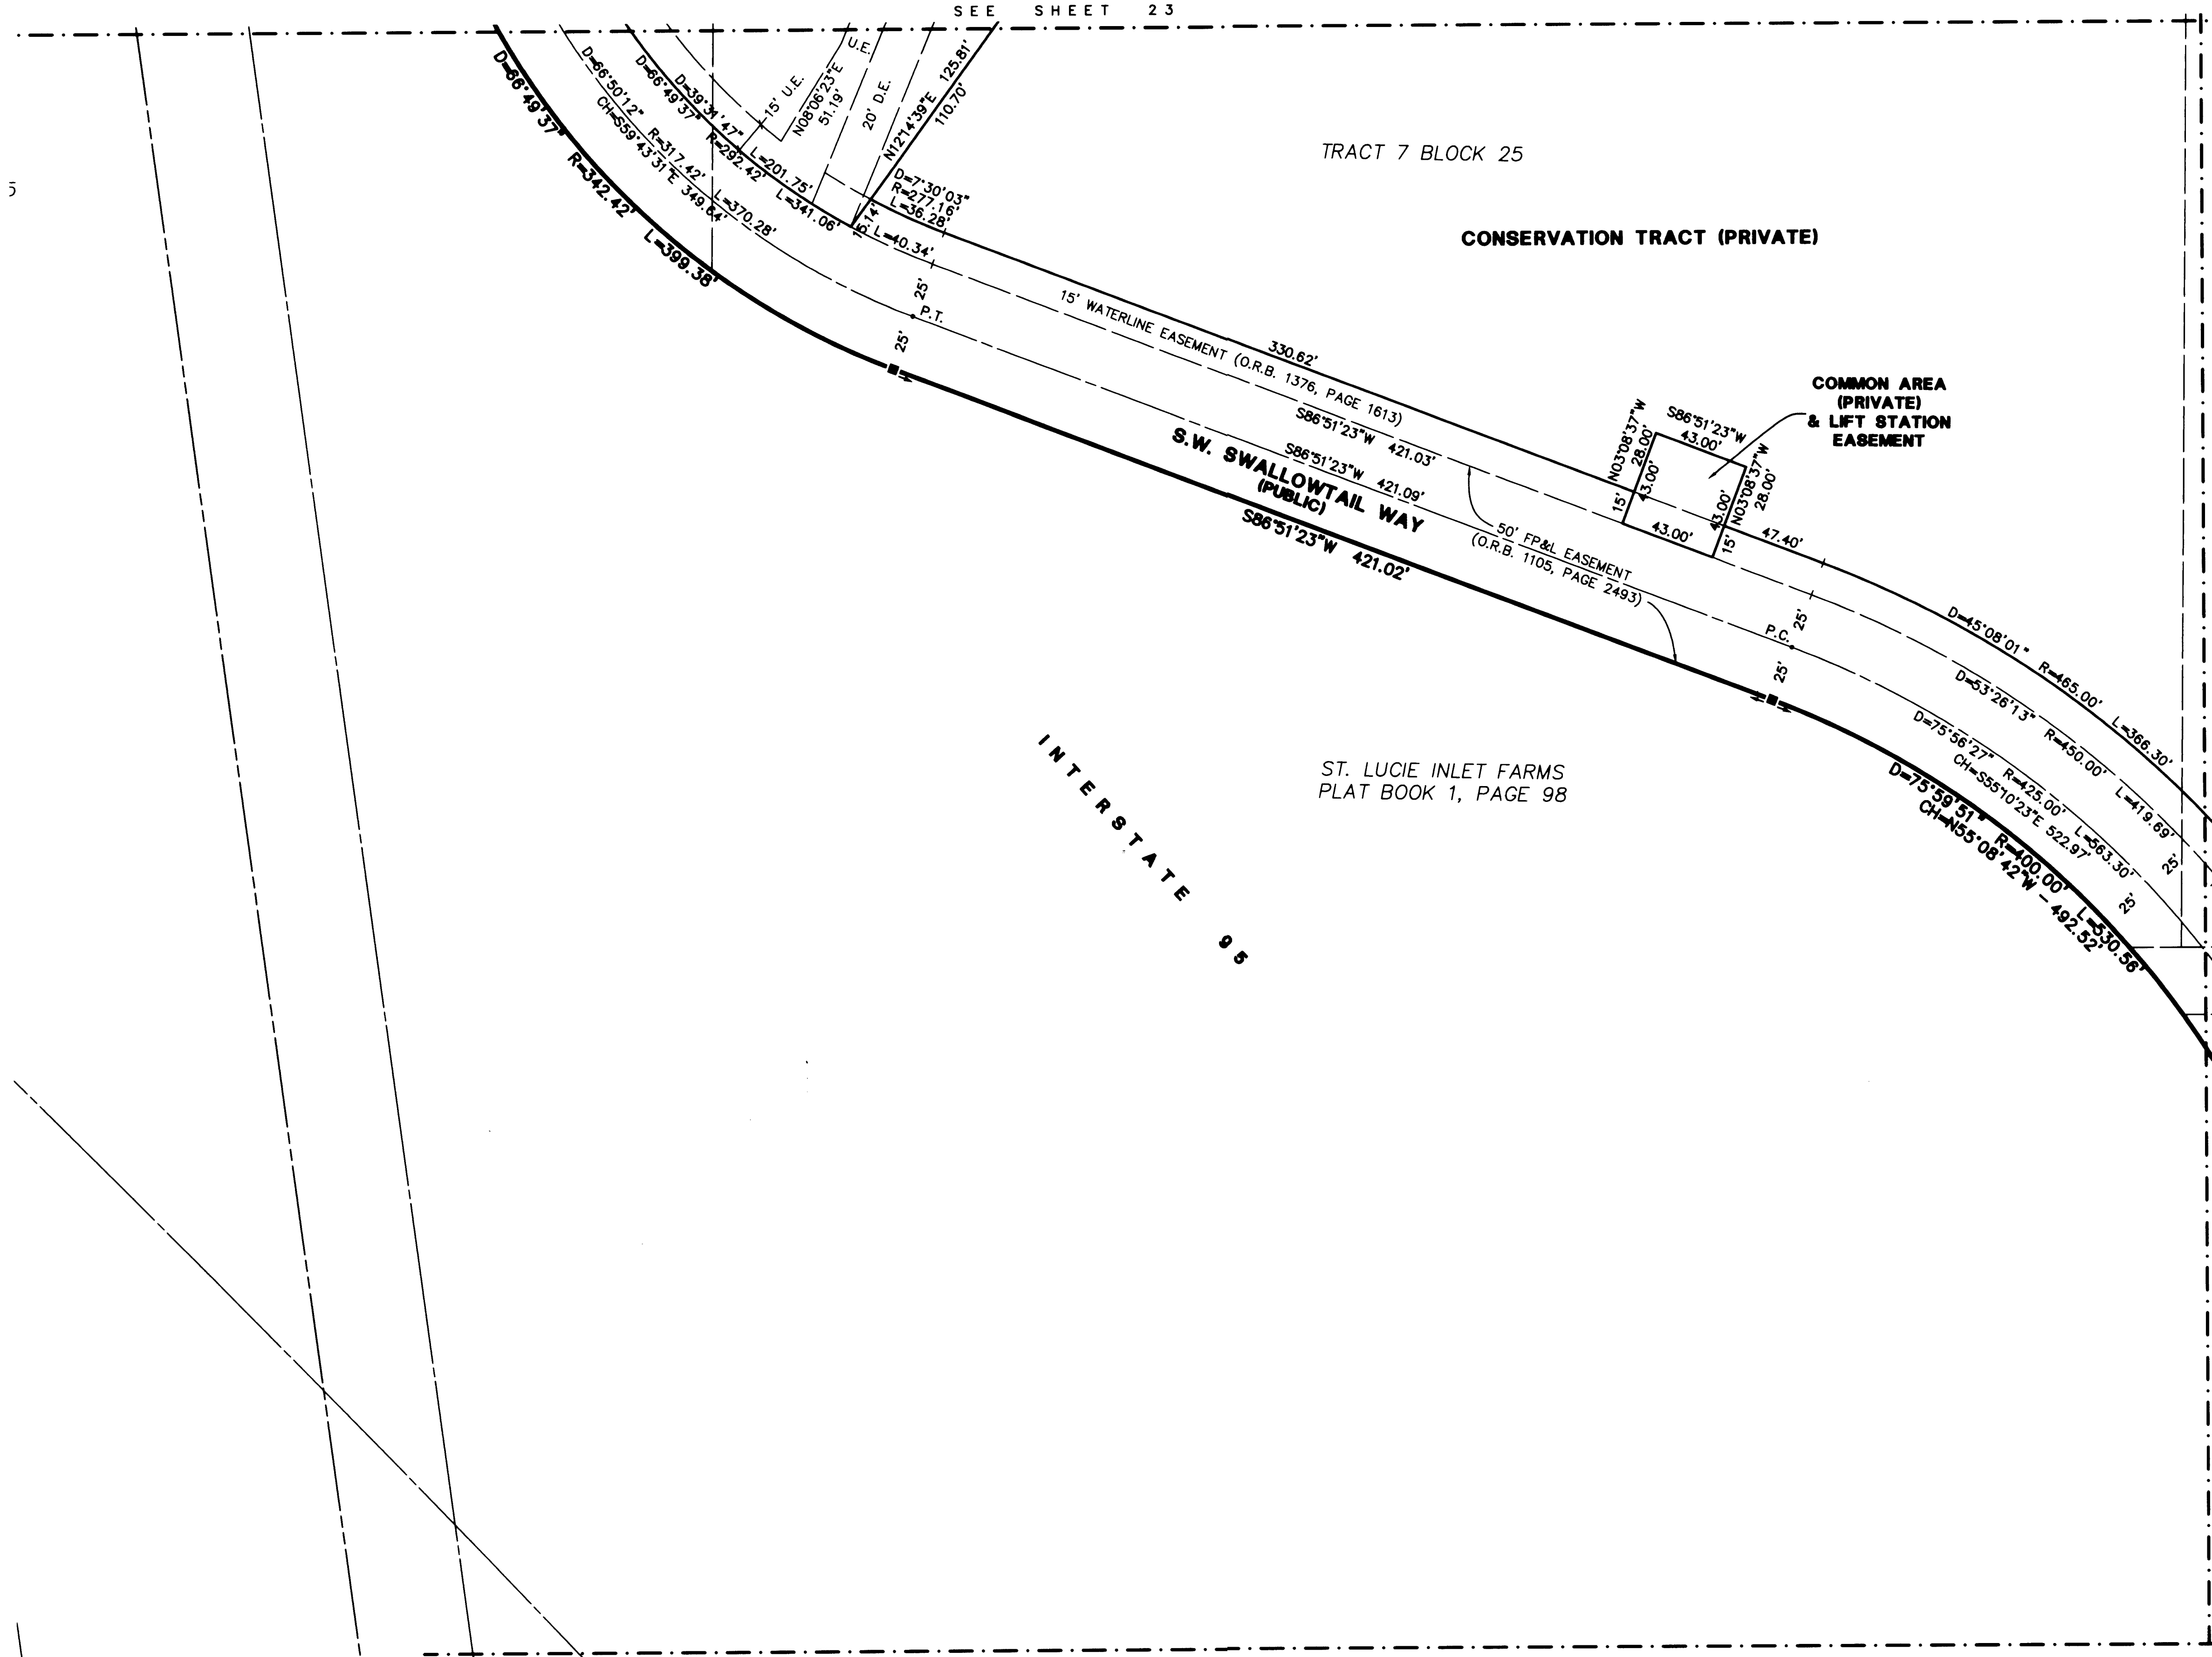 SEE SHEET 23
5
D=66°49'37" R=342.42' L=399.38'
D=66°50'12" R=317.42' L=370.28'
CH=S59°43'31"E 349.64'
D=66°49'37" R=292.42' L=341.06'
D=39°31'47" L=201.75'
15' U.E.
N08°06'23"E
51.19'
U.E.
20' D.E.
N12°14'39"E 125.81'
110.70'
15.14'
D=7°30'03"
R=277.16'
L=36.28'
L=40.34'
TRACT 7 BLOCK 25
CONSERVATION TRACT (PRIVATE)
25'
P.T.
25'
15' WATERLINE EASEMENT (O.R.B. 1376, PAGE 1613)
330.62'
S86°51'23"W 421.03'
S86°51'23"W 421.09'
S.W. SWALLOWTAIL WAY
(PUBLIC)
S86°51'23"W 421.02'
50' FP&L EASEMENT
(O.R.B. 1105, PAGE 2493)
COMMON AREA
(PRIVATE)
& LIFT STATION
EASEMENT
N03°08'37"W
28.00'
S86°51'23"W
43.00'
N03°08'37"W
28.00'
15'
43.00'
43.00'
43.00'
15'
47.40'
P.C.
25'
25'
D=45°08'01" R=465.00' L=366.30'
D=53°26'13" R=450.00' L=419.69'
D=75°56'27" R=425.00' L=563.30'
CH=S55°10'23"E 522.97'
D=75°59'51" R=400.00' L=530.56'
CH=N55°08'42"W - 492.52'
25'
25'
ST. LUCIE INLET FARMS
PLAT BOOK 1, PAGE 98
INTERSTATE 95